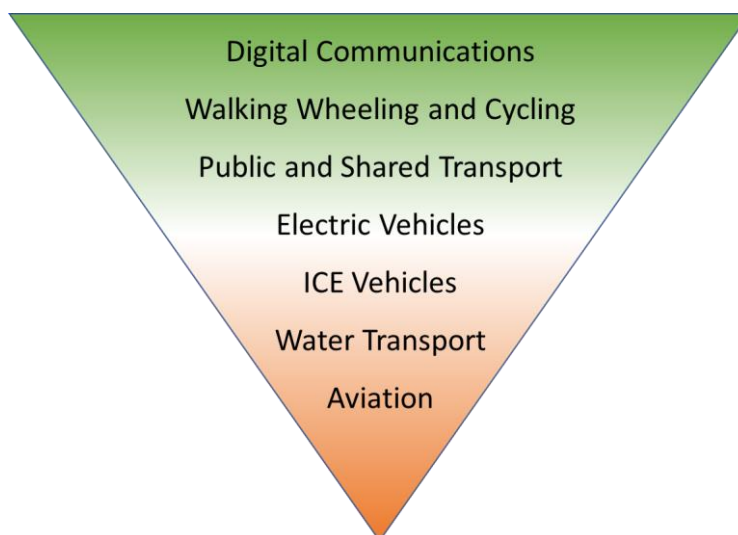 Digital Communications
Walking Wheeling and Cycling
Public and Shared Transport
Electric Vehicles
ICE Vehicles
Water Transport
Aviation